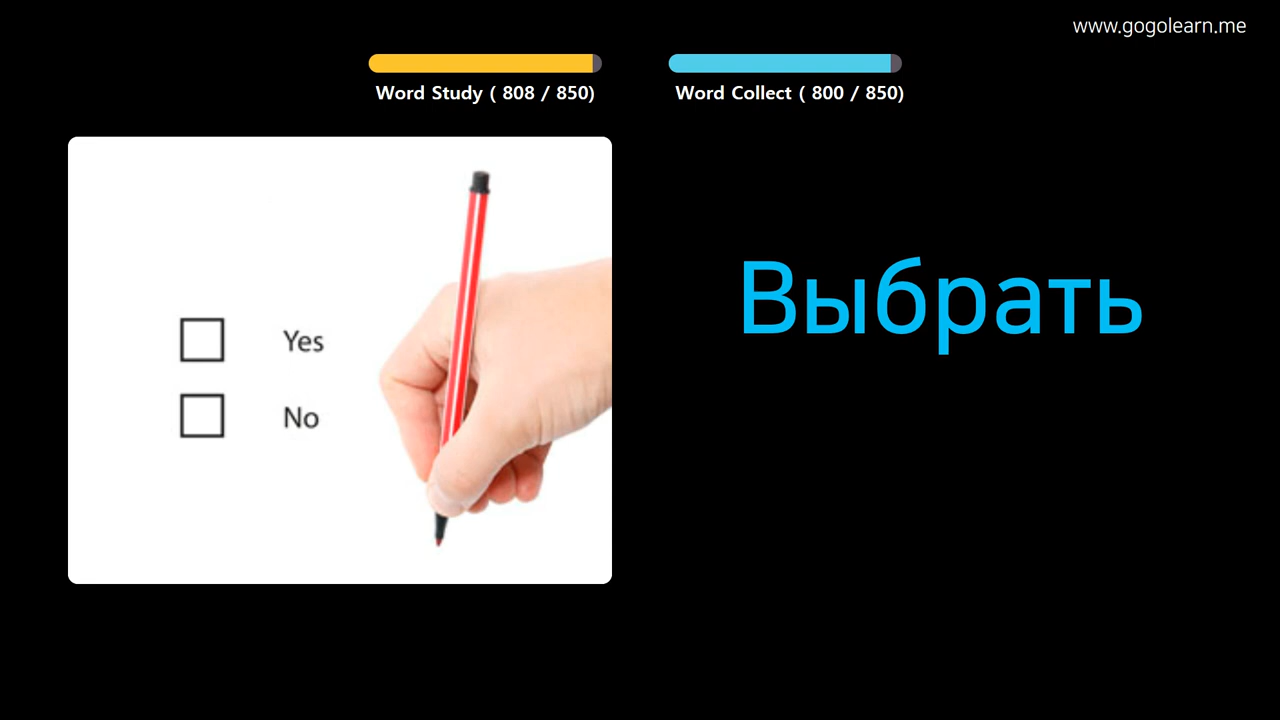 www.gogolearn.me
Word Study ( 808 / 850)
Word Collect ( 800 / 850)
Выбрать
Yes
No